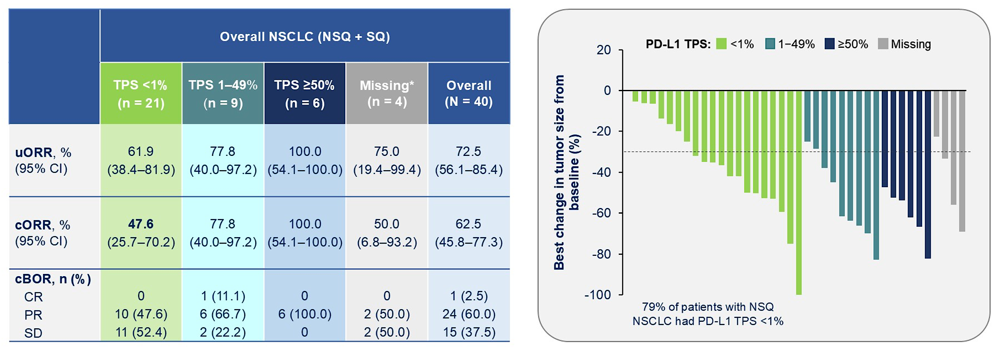 Overall NSCLC (NSQ + SQ)
TPS <1% TPS 1–49% TPS ≥50% Missing* Overall
(n = 21) (n = 9) (n = 6) (n = 4) (N = 40)
uORR, % 61.9 77.8 100.0 75.0 72.5
(95% CI) (38.4–81.9) (40.0–97.2) (54.1–100.0) (19.4–99.4) (56.1–85.4)
cORR, % 47.6 77.8 100.0 50.0 62.5
(95% CI) (25.7–70.2) (40.0–97.2) (54.1–100.0) (6.8–93.2) (45.8–77.3)
cBOR, n (%)
CR 0 1 (11.1) 0 0 1 (2.5)
PR 10 (47.6) 6 (66.7) 6 (100.0) 2 (50.0) 24 (60.0)
SD 11 (52.4) 2 (22.2) 0 2 (50.0) 15 (37.5)
PD-L1 TPS: <1% 1–49% ≥50% Missing
Best change in tumor size from
baseline (%)
20
0
-20
-40
-60
-80
-100
79% of patients with NSQ
NSCLC had PD-L1 TPS <1%